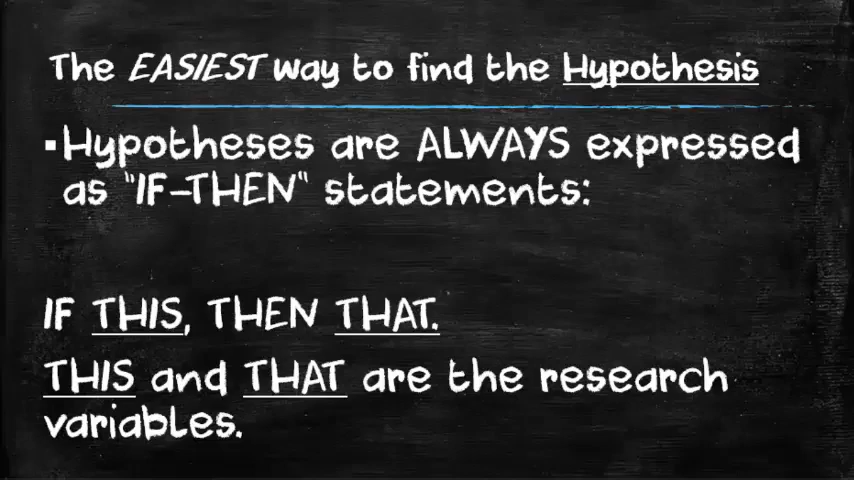 The EASIEST way to find the Hypothesis
▪Hypotheses are ALWAYS expressed
as "IF-THEN" statements:
IF THIS, THEN THAT.
THIS and THAT are the research
variables.